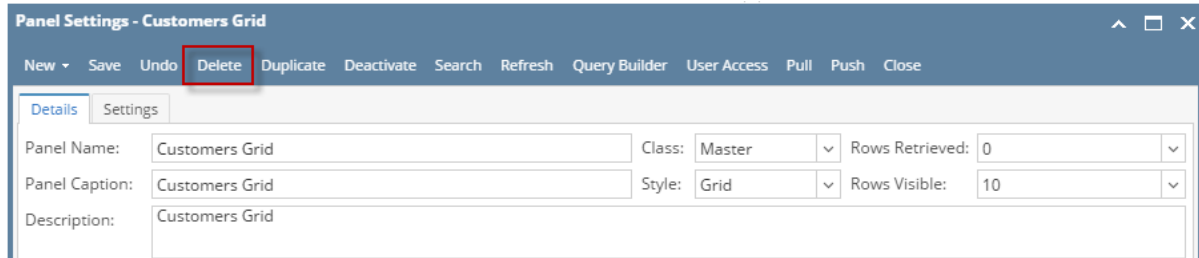 Panel Settings - Customers Grid
New Save Undo Delete Duplicate Deactivate Search Refresh Query Builder User Access Pull Push Close
Details Settings
Panel Name: Customers Grid Class: Master Rows Retrieved: 0
Panel Caption: Customers Grid Style: Grid Rows Visible: 10
Description: Customers Grid